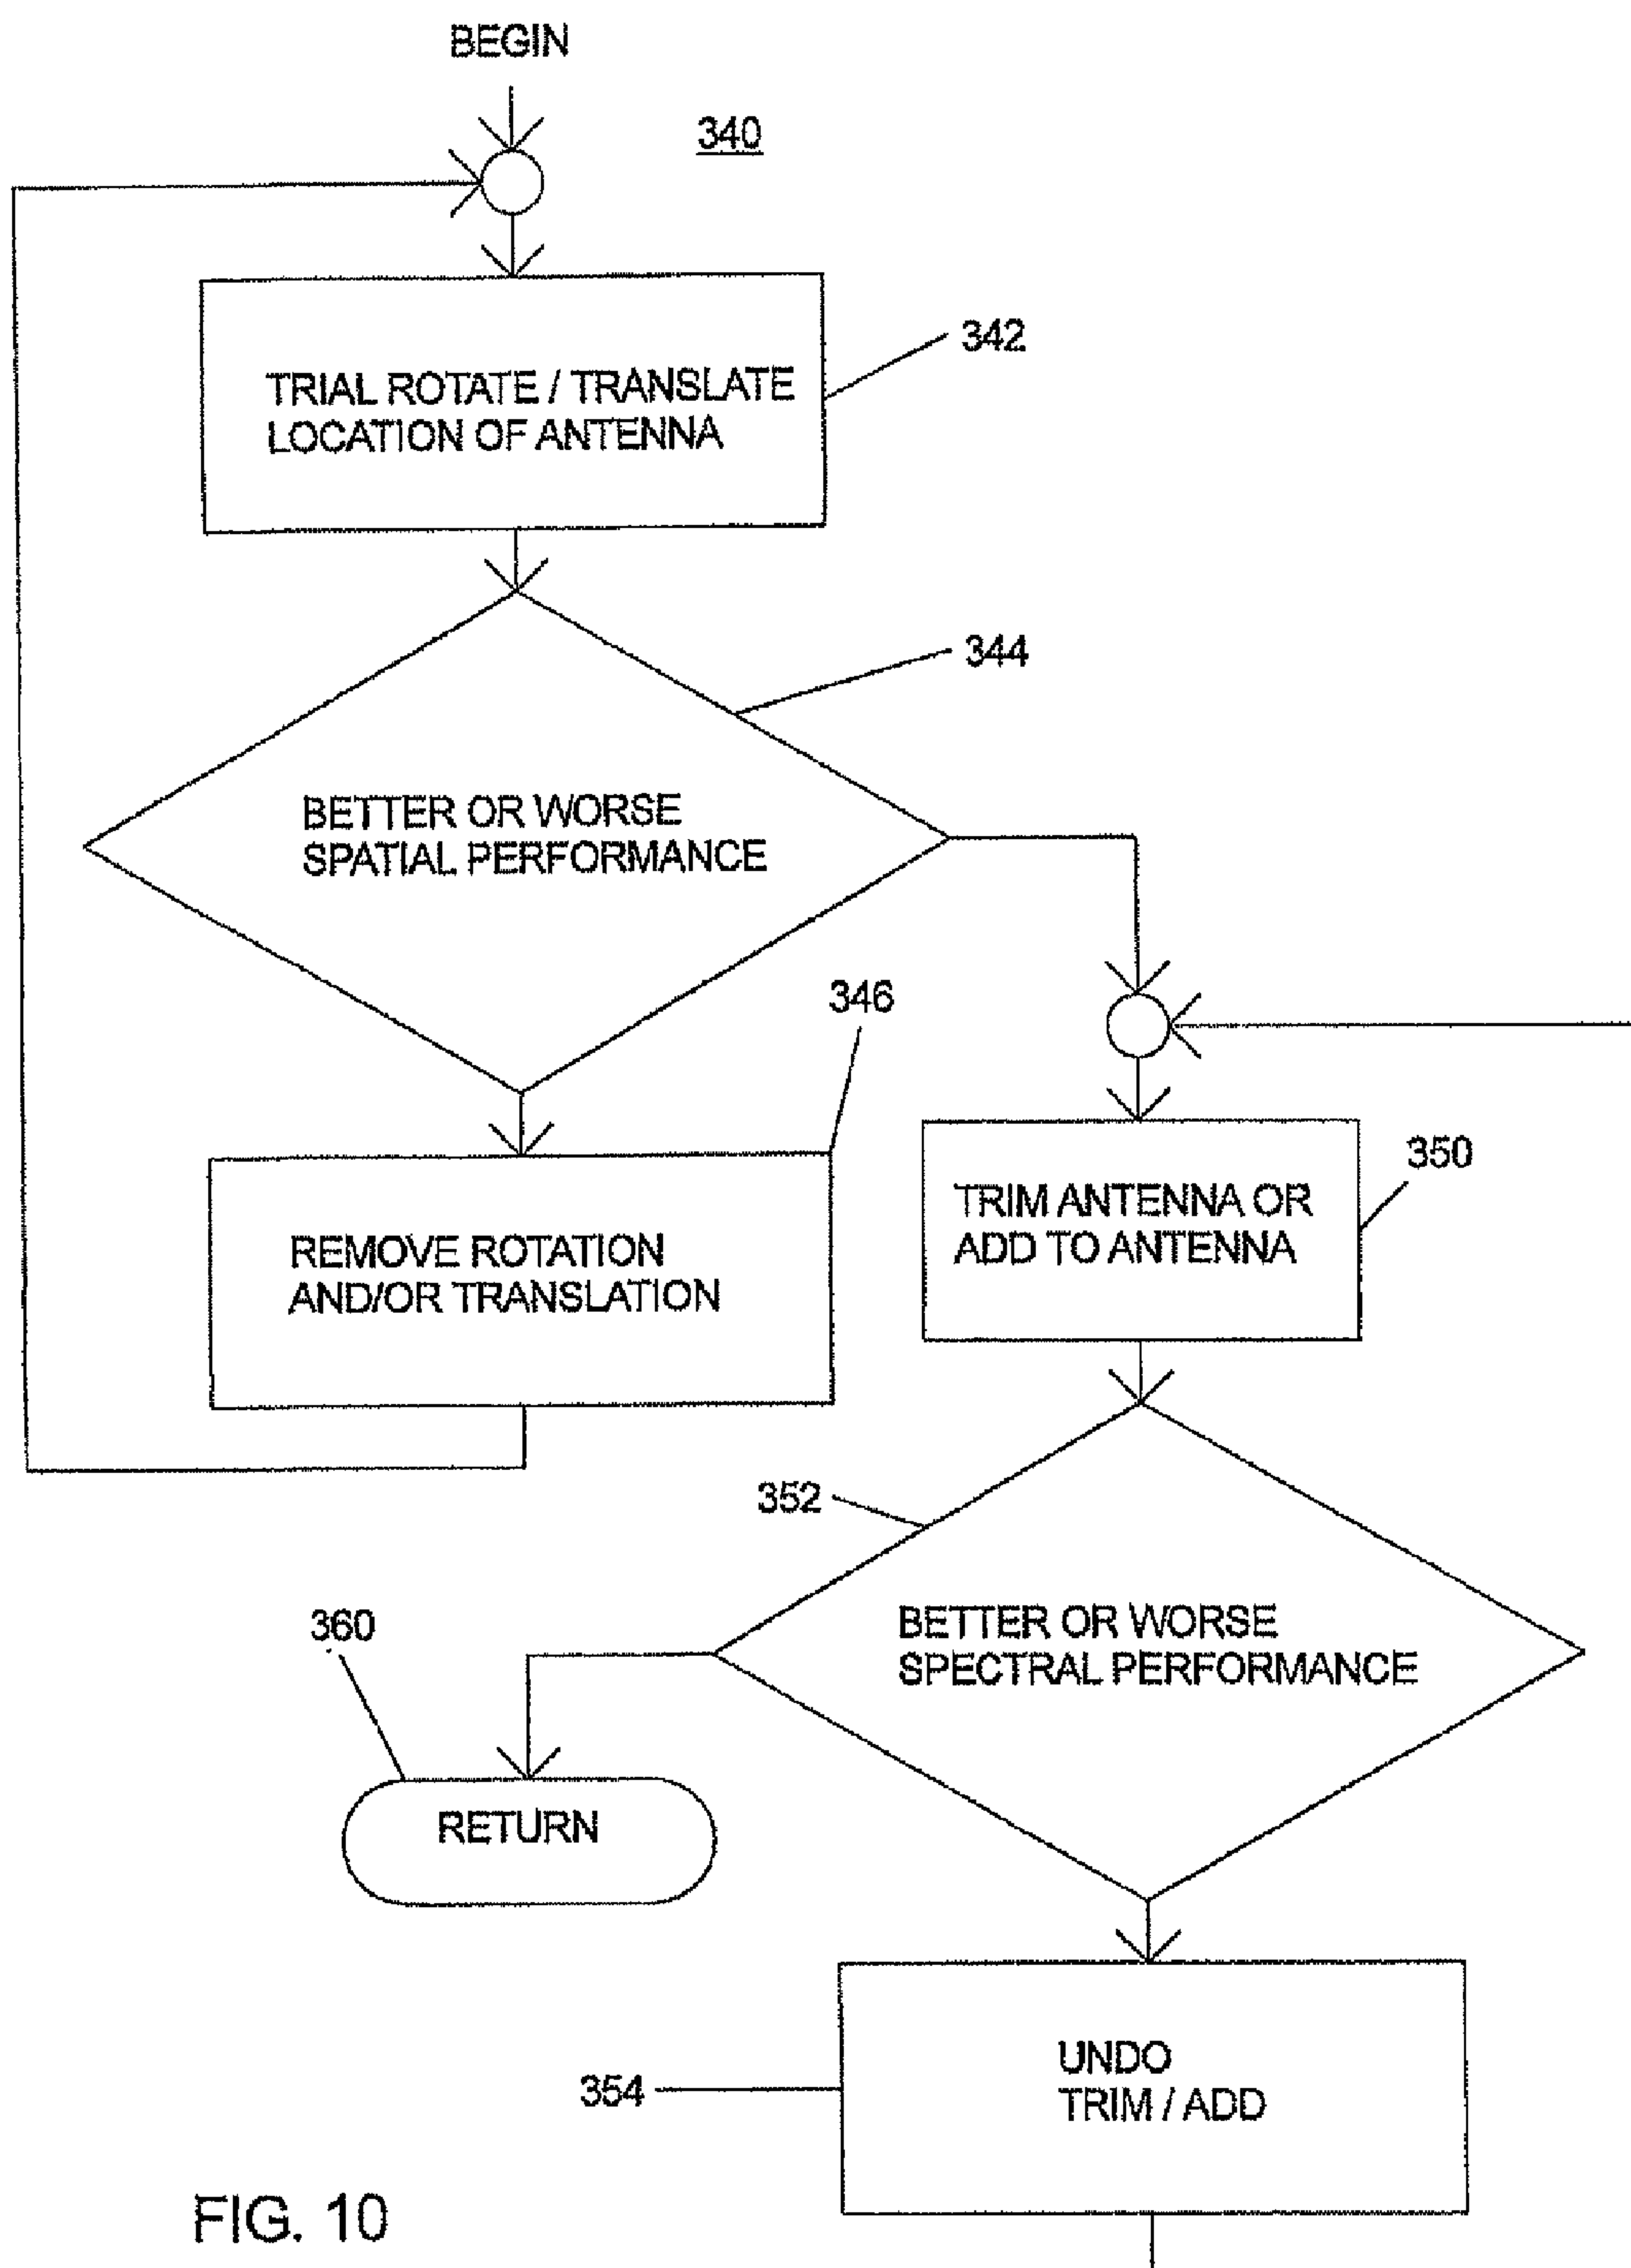 BEGIN
340
TRIAL ROTATE / TRANSLATE
LOCATION OF ANTENNA
342
344
BETTER OR WORSE
SPATIAL PERFORMANCE
346
REMOVE ROTATION
AND/OR TRANSLATION
350
TRIM ANTENNA OR
ADD TO ANTENNA
352
BETTER OR WORSE
SPECTRAL PERFORMANCE
360
RETURN
354
UNDO
TRIM / ADD
FIG. 10